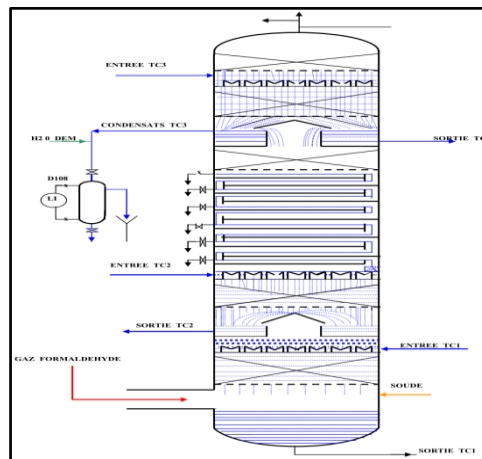 ENTREE TC3
CONDENSATS TC3
H2 0 DEM
SORTIE TC
D108
L1
ENTREE TC2
SORTIE TC2
ENTREE TC1
GAZ FORMALDEHYDE
SOUDE
SORTIE TC1